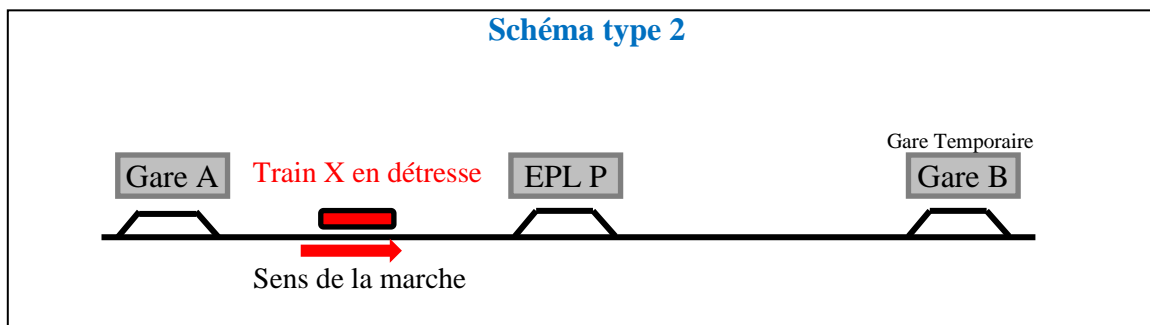 Schéma type 2
Gare Temporaire
Gare A
Train X en détresse
EPL P
Gare B
Sens de la marche